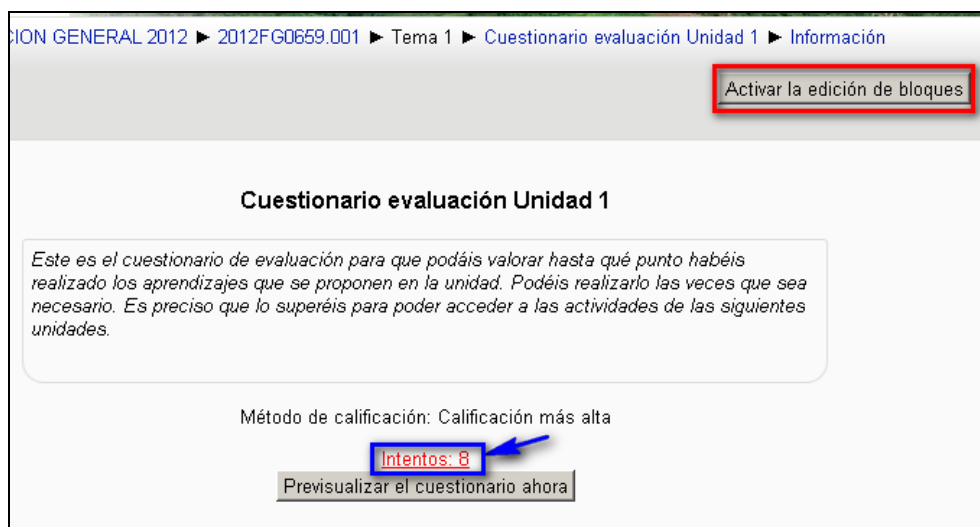 ION GENERAL 2012 ► 2012FG0659.001 ► Tema 1 ► Cuestionario evaluación Unidad 1 ► Información
Activar la edición de bloques
Cuestionario evaluación Unidad 1
Este es el cuestionario de evaluación para que podáis valorar hasta qué punto habéis
realizado los aprendizajes que se proponen en la unidad. Podéis realizarlo las veces que sea
necesario. Es preciso que lo superéis para poder acceder a las actividades de las siguientes
unidades.
Método de calificación: Calificación más alta
Intentos: 8
Previsualizar el cuestionario ahora